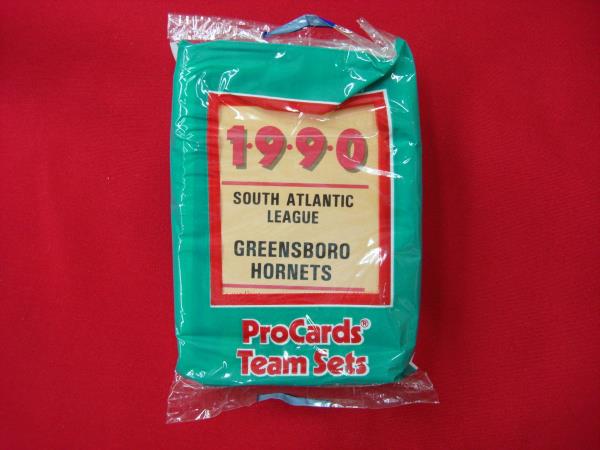 1·9·9·0
SOUTH ATLANTIC
LEAGUE
GREENSBORO
HORNETS
ProCards®
Team Sets